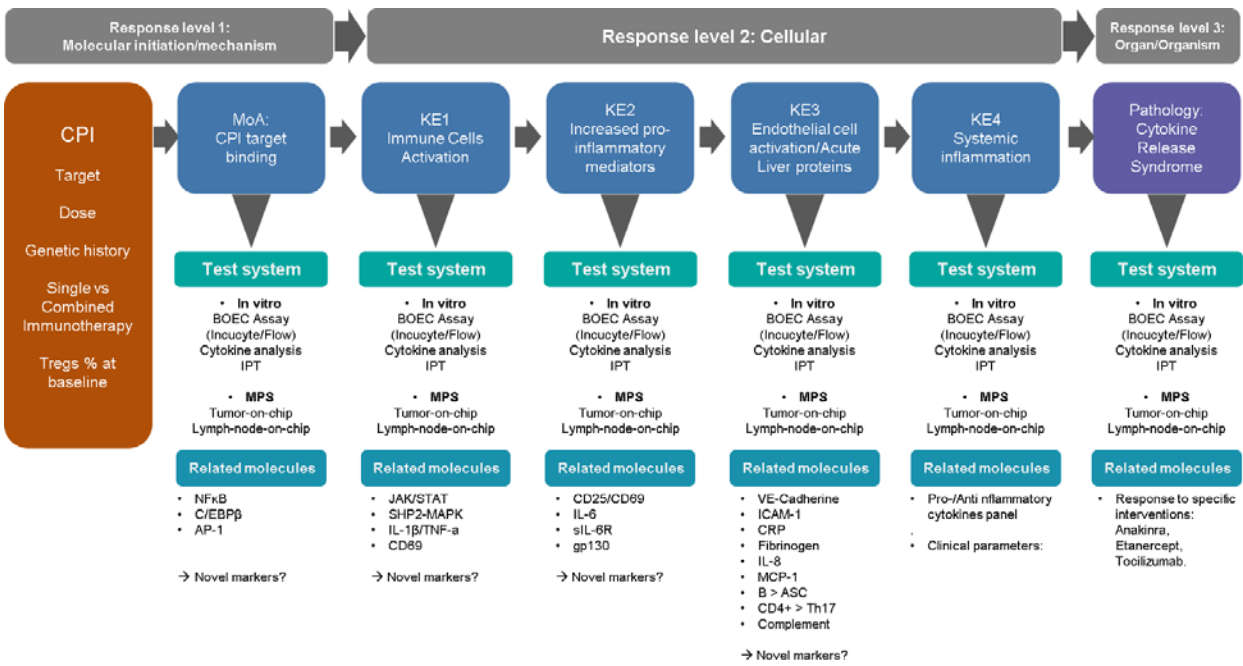 Response level 1:
Molecular initiation/mechanism
Response level 2: Cellular
Response level 3:
Organ/Organism
CPI
Target
Dose
Genetic history
Single vs
Combined
Immunotherapy
Tregs % at
baseline
MoA:
CPI target
binding
KE1
Immune Cells
Activation
KE2
Increased pro-
inflammatory
mediators
KE3
Endothelial cell
activation/Acute
Liver proteins
KE4
Systemic
inflammation
Pathology:
Cytokine
Release
Syndrome
Test system
• In vitro
BOEC Assay
(Incucyte/Flow)
Cytokine analysis
IPT
• MPS
Tumor-on-chip
Lymph-node-on-chip
Related molecules
• NFκB
• C/EBPβ
• AP-1
→ Novel markers?
Test system
• In vitro
BOEC Assay
(Incucyte/Flow)
Cytokine analysis
IPT
• MPS
Tumor-on-chip
Lymph-node-on-chip
Related molecules
• JAK/STAT
• SHP2-MAPK
• IL-1β/TNF-a
• CD69
→ Novel markers?
Test system
• In vitro
BOEC Assay
(Incucyte/Flow)
Cytokine analysis
IPT
• MPS
Tumor-on-chip
Lymph-node-on-chip
Related molecules
• CD25/CD69
• IL-6
• sIL-6R
• gp130
→ Novel markers?
Test system
• In vitro
BOEC Assay
(Incucyte/Flow)
Cytokine analysis
IPT
• MPS
Tumor-on-chip
Lymph-node-on-chip
Related molecules
• VE-Cadherine
• ICAM-1
• CRP
• Fibrinogen
• IL-8
• MCP-1
• B > ASC
• CD4+ > Th17
• Complement
→ Novel markers?
Test system
• In vitro
BOEC Assay
(Incucyte/Flow)
Cytokine analysis
IPT
• MPS
Tumor-on-chip
Lymph-node-on-chip
Related molecules
• Pro-/Anti nflammatory
cytokines panel
.
• Clinical parameters:
Test system
• In vitro
BOEC Assay
(Incucyte/Flow)
Cytokine analysis
IPT
• MPS
Tumor-on-chip
Lymph-node-on-chip
Related molecules
• Response to specific
interventions:
Anakinra,
Etanercept,
Tocilizumab.